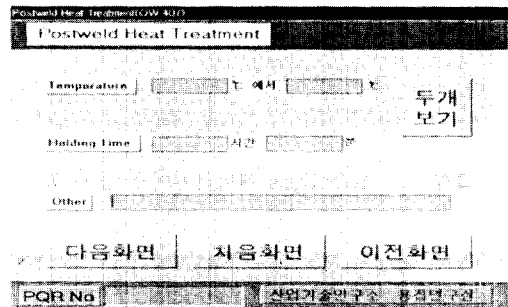 Postweld Heat Treatment(QW-407)
Postweld Heat Treatment
Temparature ℃ 에서 ℃
두개
보기
Holding Time 시간 분
Other
다음화면 처음화면 이전화면
PQR No 산업기술연구소